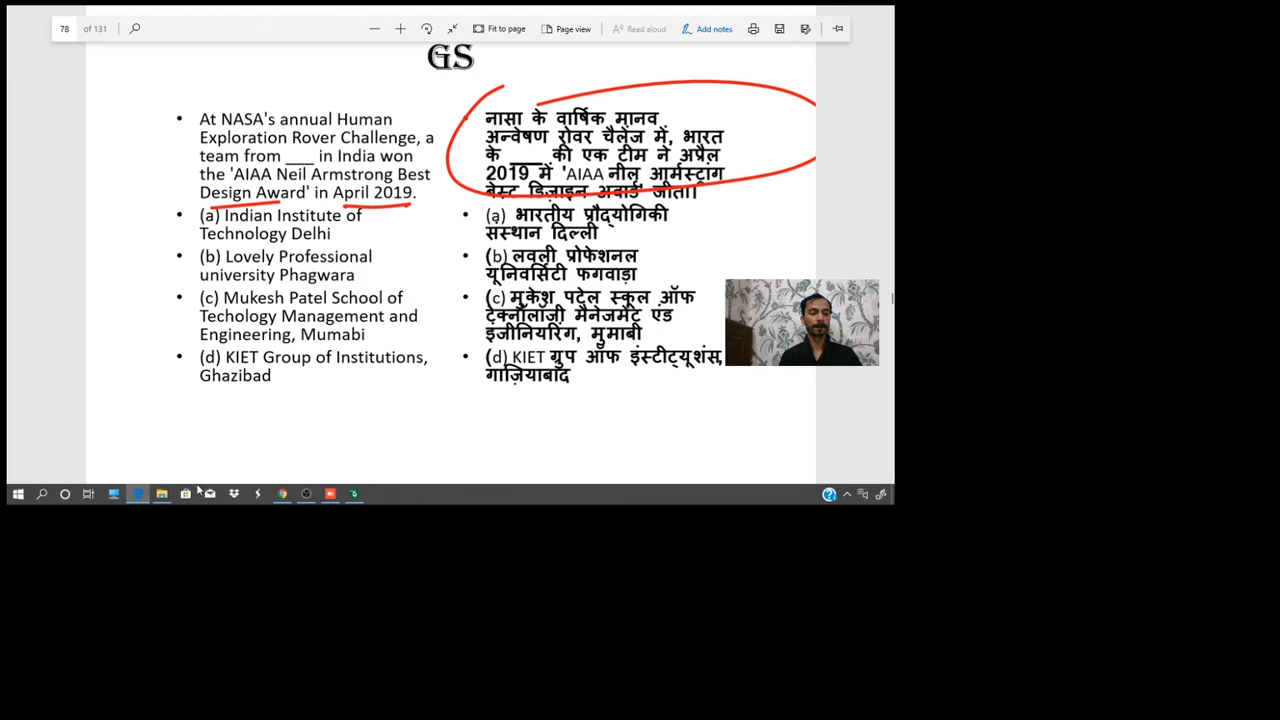 78 of 131
Fit to page
Page view
Read aloud
Add notes
GS
• At NASA's annual Human
Exploration Rover Challenge, a
team from ___ in India won
the 'AIAA Neil Armstrong Best
Design Award' in April 2019.
• (a) Indian Institute of
Technology Delhi
• (b) Lovely Professional
university Phagwara
• (c) Mukesh Patel School of
Techology Management and
Engineering, Mumabi
• (d) KIET Group of Institutions,
Ghazibad
• नासा के वार्षिक मानव
अन्वेषण रोवर चैलेंज में, भारत
के ___ की एक टीम ने अप्रैल
2019 में 'AIAA नील आर्मस्ट्रांग
बेस्ट डिज़ाइन अवार्ड' जीता।
• (a) भारतीय प्रौद्योगिकी
संस्थान दिल्ली
• (b) लवली प्रोफेशनल
यूनिवर्सिटी फगवाड़ा
• (c) मुकेश पटेल स्कूल ऑफ
टेक्नोलॉजी मैनेजमेंट एंड
इंजीनियरिंग, मुमाबी
• (d) KIET ग्रुप ऑफ इंस्टीट्यूशंस,
गाज़ियाबाद